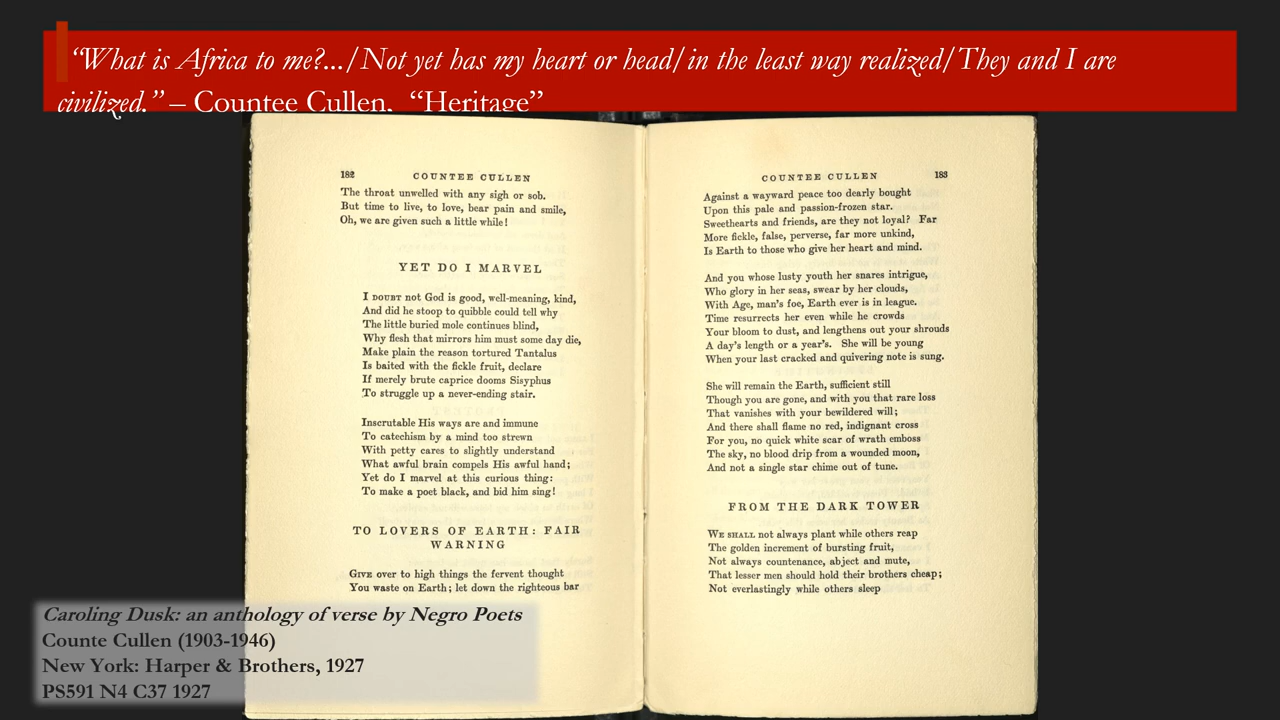 “What is Africa to me?.../Not yet has my heart or head/in the least way realized/They and I are
civilized.” – Countee Cullen, “Heritage”
182 COUNTEE CULLEN
The throat unwelled with any sigh or sob.
But time to live, to love, bear pain and smile,
Oh, we are given such a little while!
YET DO I MARVEL
I DOUBT not God is good, well-meaning, kind,
And did he stoop to quibble could tell why
The little buried mole continues blind,
Why flesh that mirrors him must some day die,
Make plain the reason tortured Tantalus
Is baited with the fickle fruit, declare
If merely brute caprice dooms Sisyphus
To struggle up a never-ending stair.
Inscrutable His ways are and immune
To catechism by a mind too strewn
With petty cares to slightly understand
What awful brain compels His awful hand;
Yet do I marvel at this curious thing:
To make a poet black, and bid him sing!
TO LOVERS OF EARTH: FAIR
WARNING
GIVE over to high things the fervent thought
You waste on Earth; let down the righteous bar
COUNTEE CULLEN 183
Against a wayward peace too dearly bought
Upon this pale and passion-frozen star.
Sweethearts and friends, are they not loyal? Far
More fickle, false, perverse, far more unkind,
Is Earth to those who give her heart and mind.
And you whose lusty youth her snares intrigue,
Who glory in her seas, swear by her clouds,
With Age, man's foe, Earth ever is in league.
Time resurrects her even while he crowds
Your bloom to dust, and lengthens out your shrouds
A day's length or a year's. She will be young
When your last cracked and quivering note is sung.
She will remain the Earth, sufficient still
Though you are gone, and with you that rare loss
That vanishes with your bewildered will;
And there shall flame no red, indignant cross
For you, no quick white scar of wrath emboss
The sky, no blood drip from a wounded moon,
And not a single star chime out of tune.
FROM THE DARK TOWER
WE SHALL not always plant while others reap
The golden increment of bursting fruit,
Not always countenance, abject and mute,
That lesser men should hold their brothers cheap;
Not everlastingly while others sleep
Caroling Dusk: an anthology of verse by Negro Poets
Counte Cullen (1903-1946)
New York: Harper & Brothers, 1927
PS591 N4 C37 1927